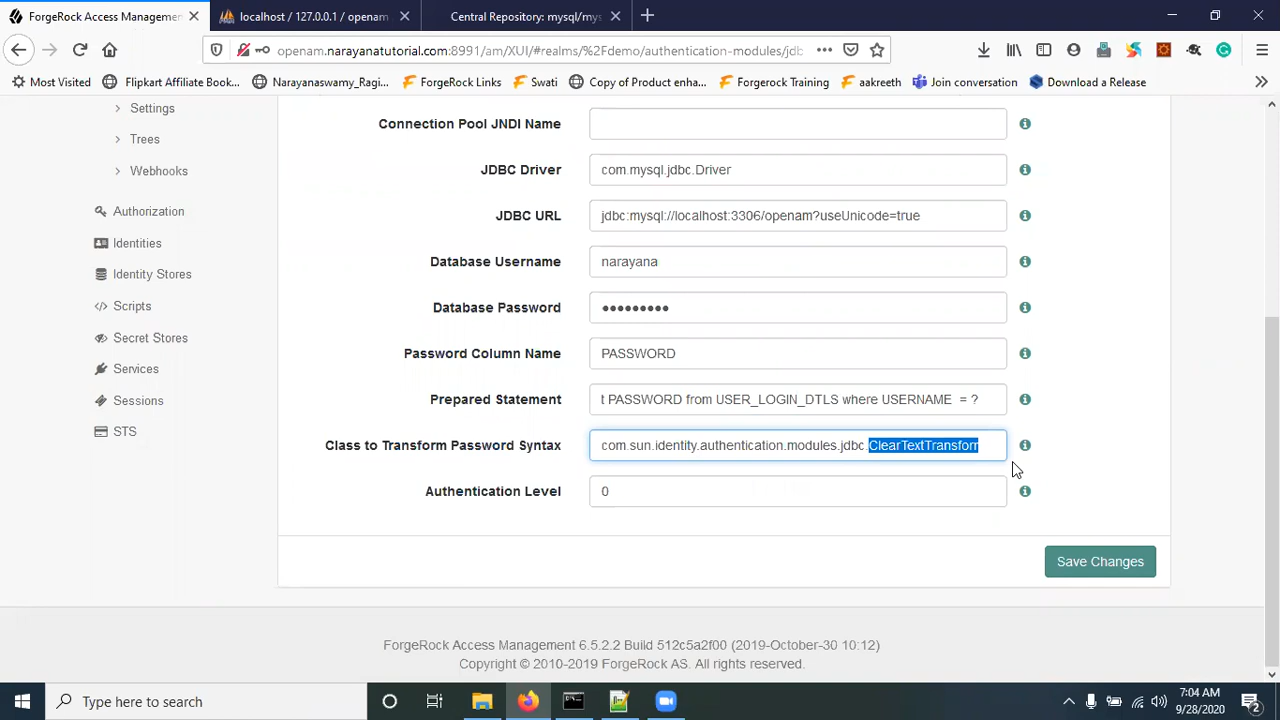 ForgeRock Access Managemen
localhost / 127.0.0.1 / openam
Central Repository: mysql/mys
openam.narayanatutorial.com:8991/am/XUI/#realms/%2Fdemo/authentication-modules/jdb
Most Visited
Flipkart Affiliate Book...
Narayanaswamy_Ragi...
ForgeRock Links
Swati
Copy of Product enha...
Forgerock Training
aakreeth
Join conversation
Download a Release
Settings
Trees
Webhooks
Authorization
Identities
Identity Stores
Scripts
Secret Stores
Services
Sessions
STS
Connection Pool JNDI Name
JDBC Driver com.mysql.jdbc.Driver
JDBC URL jdbc:mysql://localhost:3306/openam?useUnicode=true
Database Username narayana
Database Password ●●●●●●●●●
Password Column Name PASSWORD
Prepared Statement t PASSWORD from USER_LOGIN_DTLS where USERNAME = ?
Class to Transform Password Syntax com.sun.identity.authentication.modules.jdbc.ClearTextTransform
Authentication Level 0
Save Changes
ForgeRock Access Management 6.5.2.2 Build 512c5a2f00 (2019-October-30 10:12)
Copyright © 2010-2019 ForgeRock AS. All rights reserved.
Type here to search
7:04 AM
9/28/2020
2